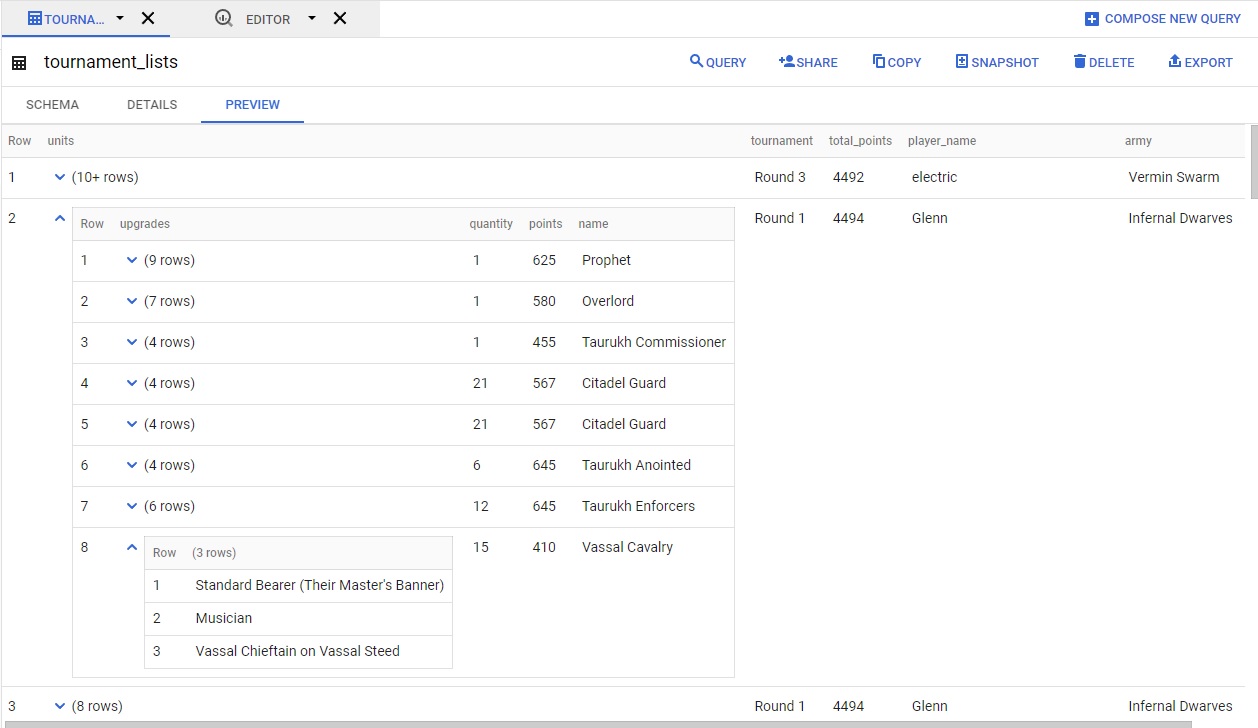 TOURNA... EDITOR COMPOSE NEW QUERY
tournament_lists QUERY SHARE COPY SNAPSHOT DELETE EXPORT
SCHEMA DETAILS PREVIEW
Row units tournament total_points player_name army
1 (10+ rows) Round 3 4492 electric Vermin Swarm
2 Round 1 4494 Glenn Infernal Dwarves
Row upgrades quantity points name
1 (9 rows) 1 625 Prophet
2 (7 rows) 1 580 Overlord
3 (4 rows) 1 455 Taurukh Commissioner
4 (4 rows) 21 567 Citadel Guard
5 (4 rows) 21 567 Citadel Guard
6 (4 rows) 6 645 Taurukh Anointed
7 (6 rows) 12 645 Taurukh Enforcers
8 15 410 Vassal Cavalry
Row (3 rows)
1 Standard Bearer (Their Master's Banner)
2 Musician
3 Vassal Chieftain on Vassal Steed
3 (8 rows) Round 1 4494 Glenn Infernal Dwarves